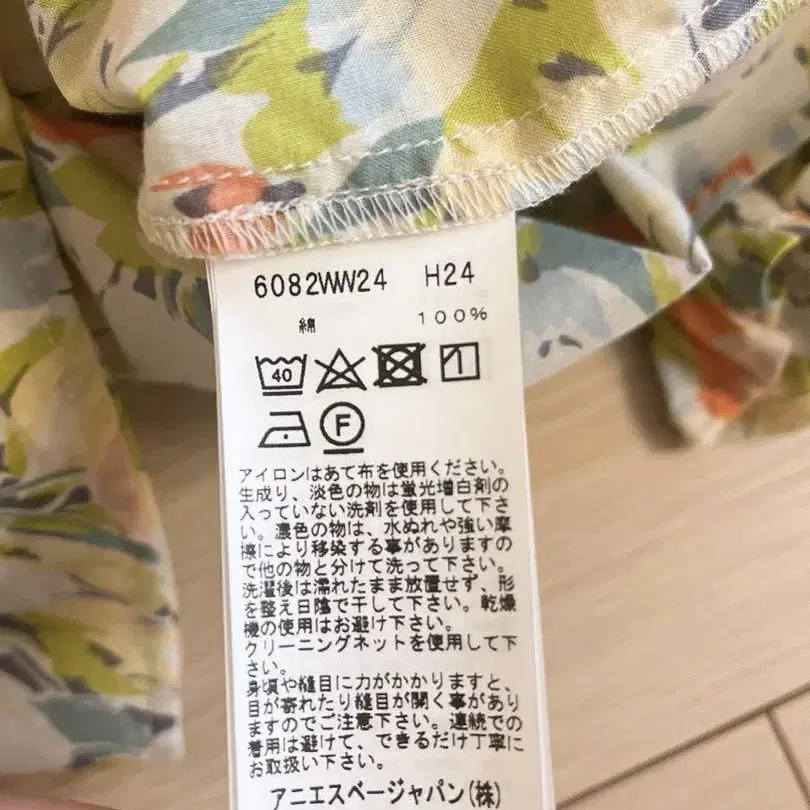 6082WW24 H24
綿 100%
40
F
アイロンはあて布を使用ください。
生成り、淡色の物は蛍光増白剤の
入っていない洗剤を使用して下さ
い。濃色の物は、水ぬれや強い摩
擦により移染する事がありますの
で他の物と分けて洗って下さい。
洗濯後は濡れたまま放置せず、形
を整え日陰で干して下さい。乾燥
機の使用はお避け下さい。
クリーニングネットを使用して下
さい。
身頃や縫目に力がかかりますと、
目が寄れたり縫目が開く事があり
ますのでご注意下さい。連続での
着用は避けて、できるだけ丁寧に
お取扱い下さい。
アニエスベージャパン(株)